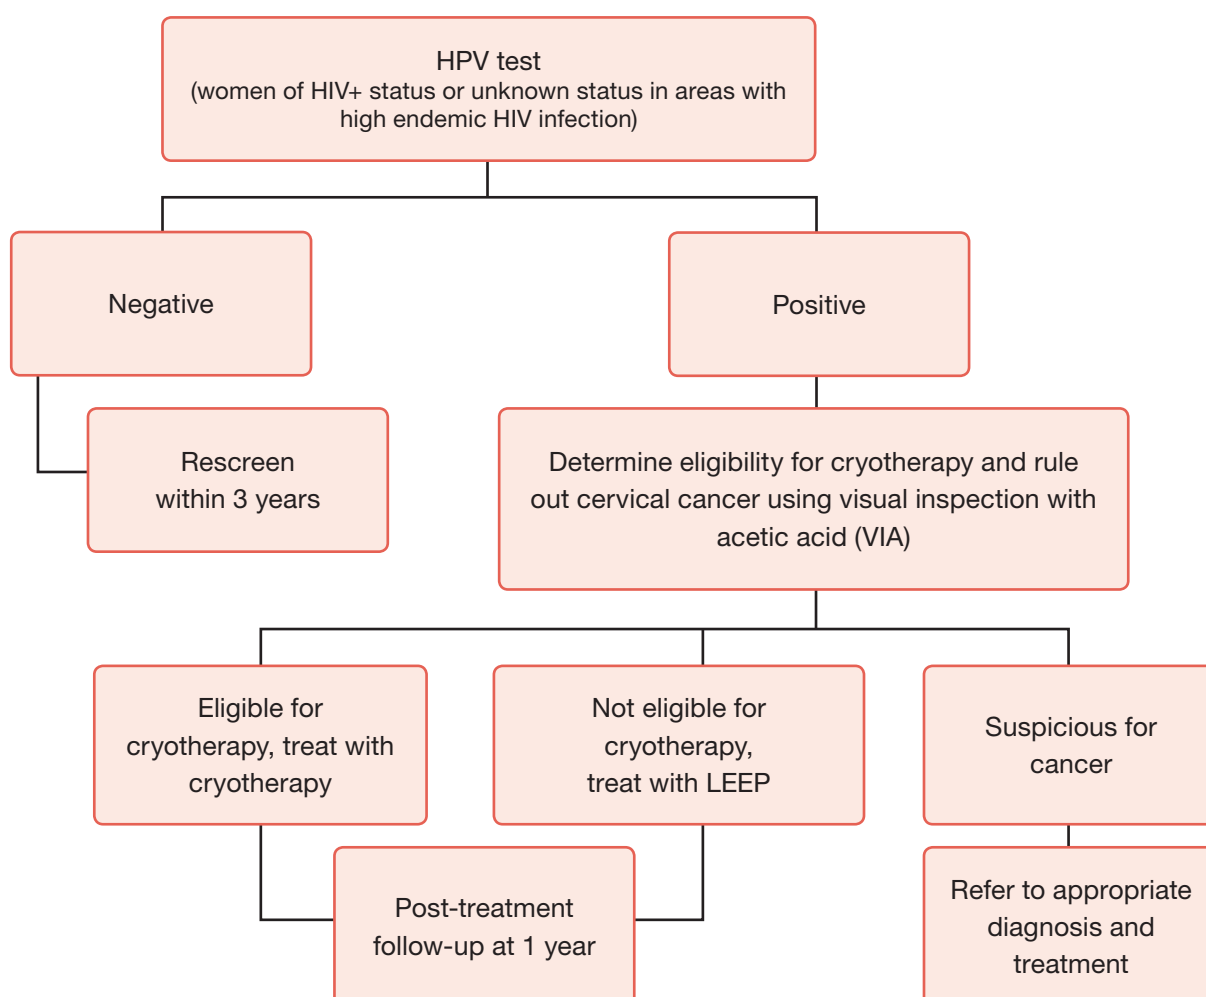 HPV test
(women of HIV+ status or unknown status in areas with
high endemic HIV infection)
Negative
Positive
Rescreen
within 3 years
Determine eligibility for cryotherapy and rule
out cervical cancer using visual inspection with
acetic acid (VIA)
Eligible for
cryotherapy, treat with
cryotherapy
Not eligible for
cryotherapy,
treat with LEEP
Suspicious for
cancer
Post-treatment
follow-up at 1 year
Refer to appropriate
diagnosis and
treatment